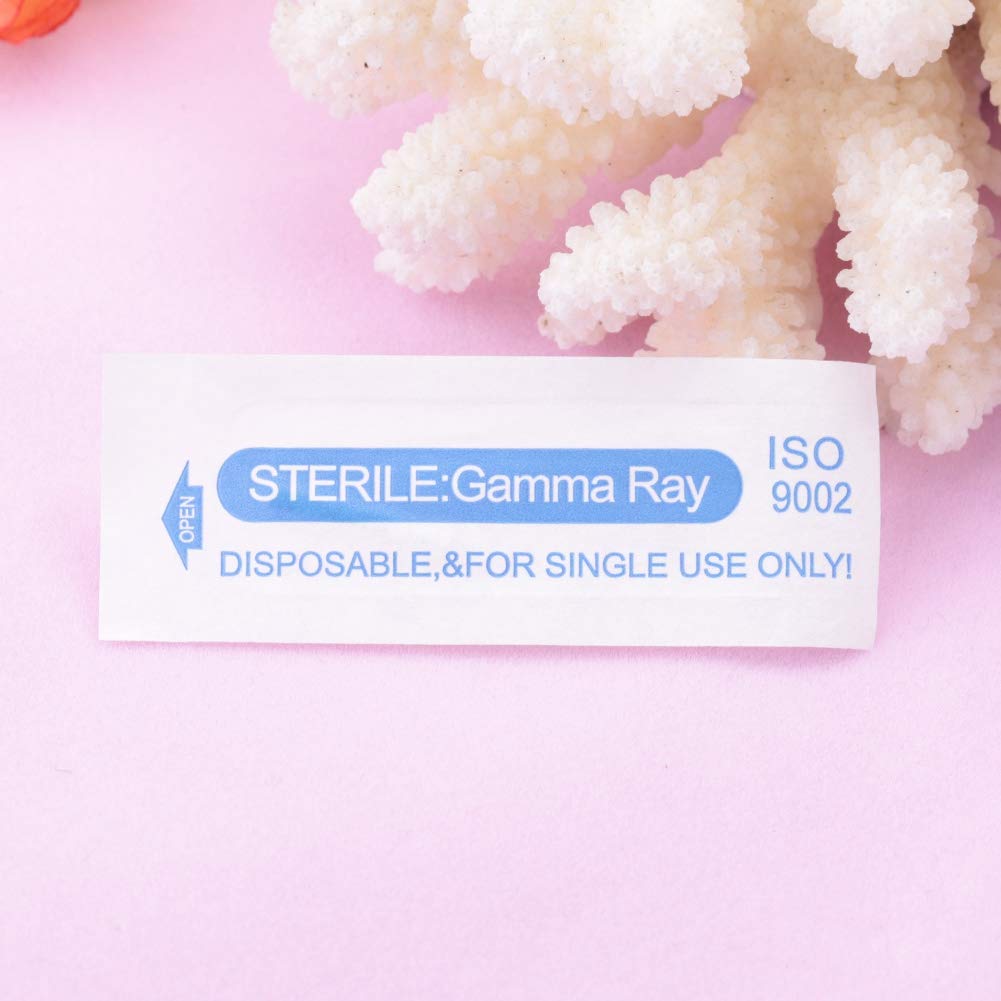 OPEN
STERILE:Gamma Ray
ISO
9002
DISPOSABLE,&FOR SINGLE USE ONLY!